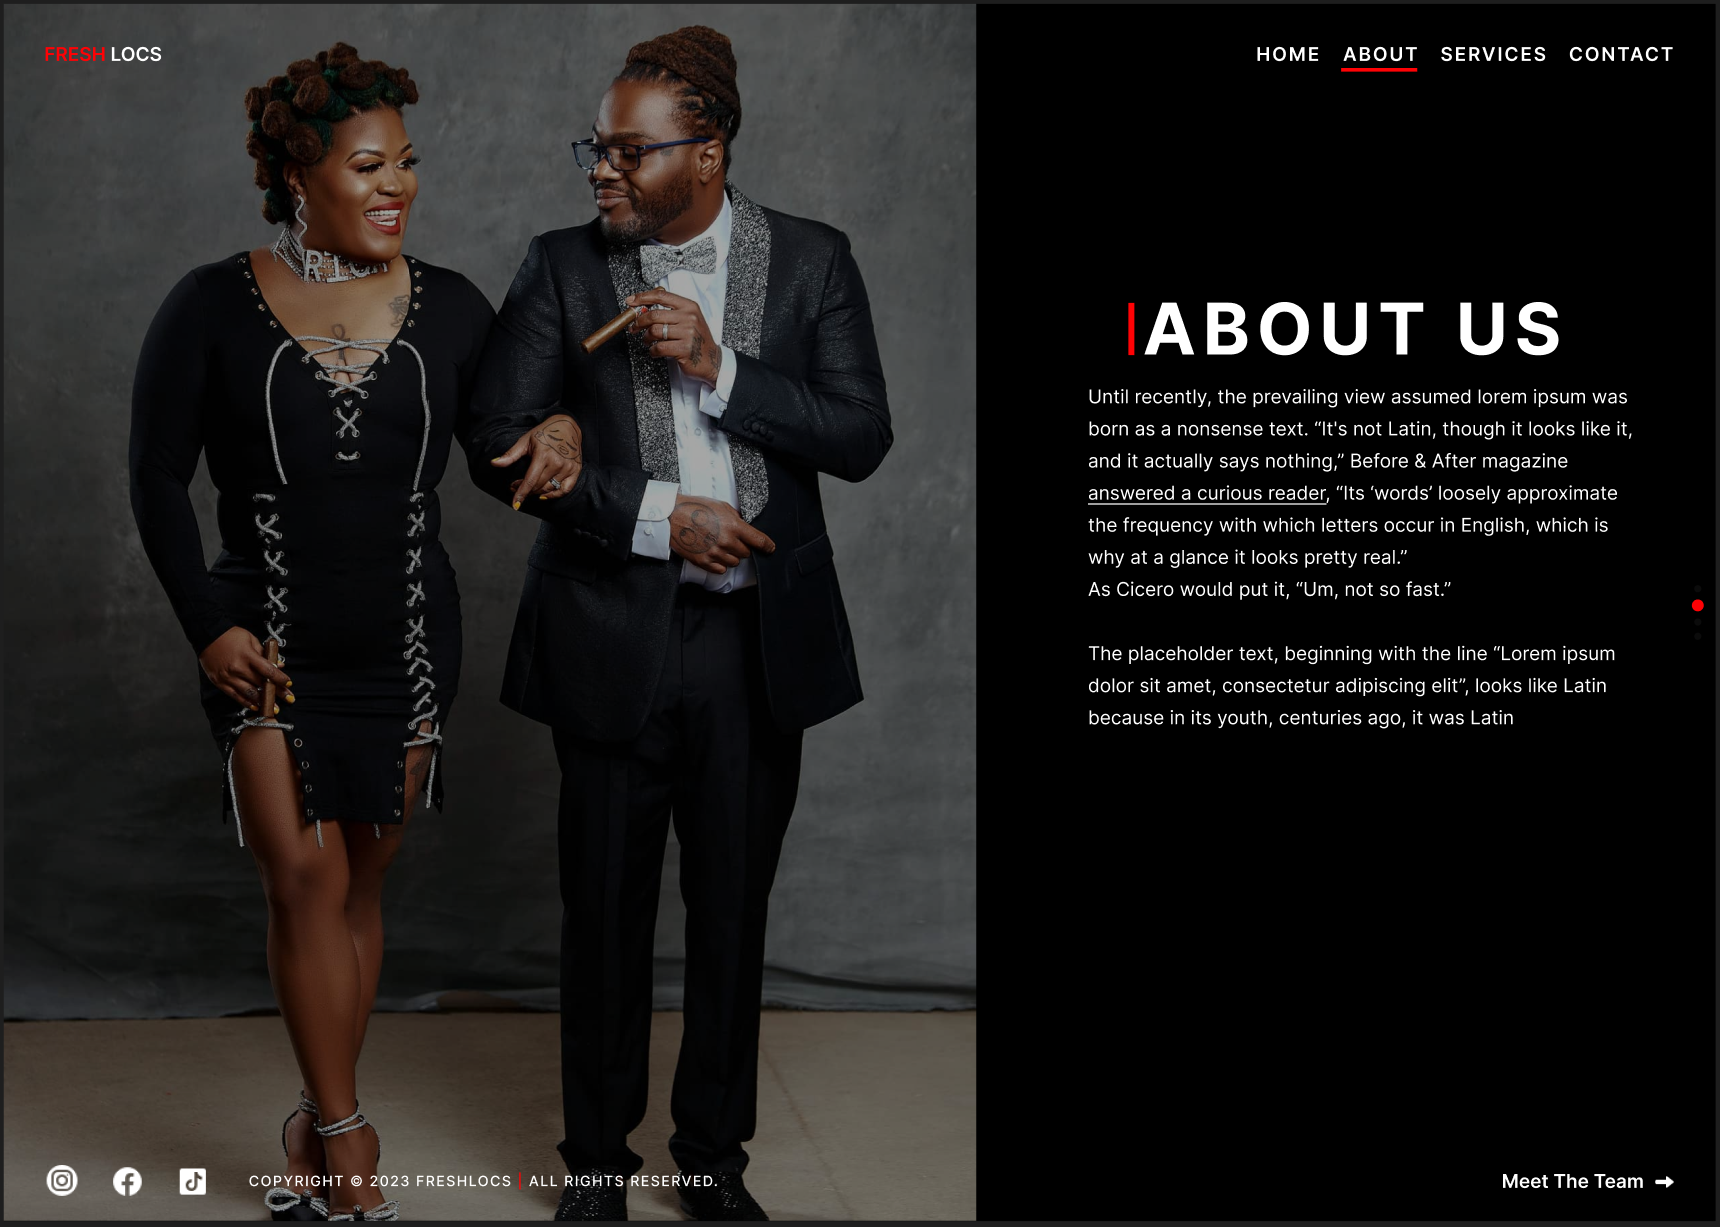 FRESH LOCS
HOME ABOUT SERVICES CONTACT
RICH
ABOUT US
Until recently, the prevailing view assumed lorem ipsum was
born as a nonsense text. “It's not Latin, though it looks like it,
and it actually says nothing,” Before & After magazine
answered a curious reader, “Its ‘words’ loosely approximate
the frequency with which letters occur in English, which is
why at a glance it looks pretty real.”
As Cicero would put it, “Um, not so fast.”
The placeholder text, beginning with the line “Lorem ipsum
dolor sit amet, consectetur adipiscing elit”, looks like Latin
because in its youth, centuries ago, it was Latin
COPYRIGHT © 2023 FRESHLOCS | ALL RIGHTS RESERVED.
Meet The Team